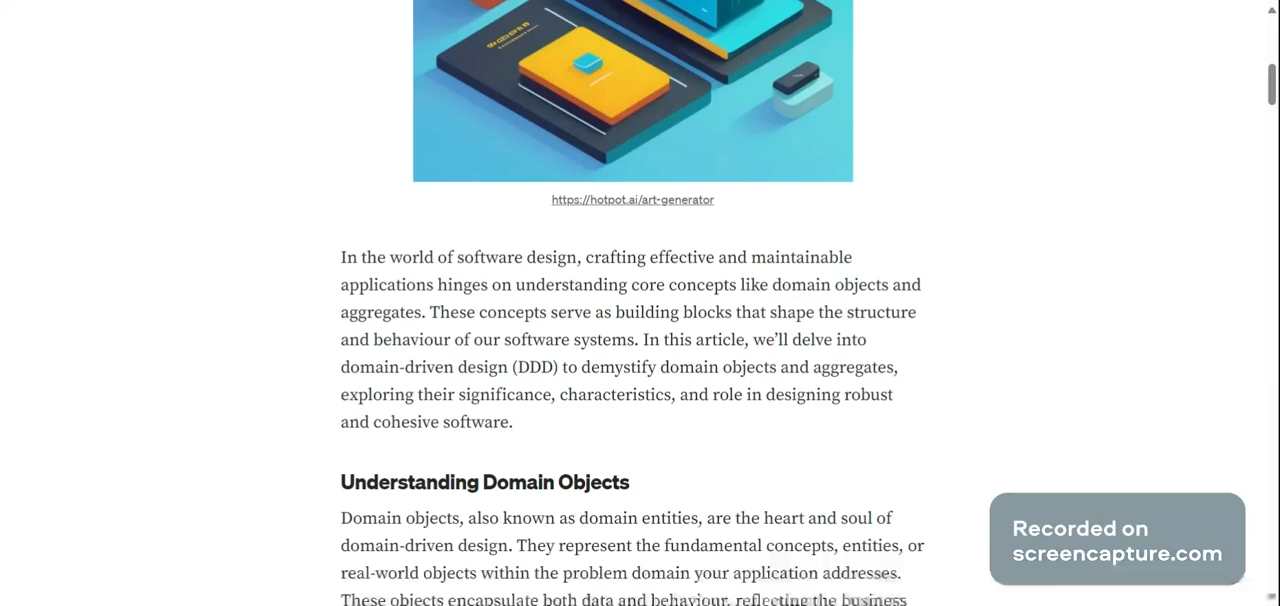 https://hotpot.ai/art-generator
In the world of software design, crafting effective and maintainable
applications hinges on understanding core concepts like domain objects and
aggregates. These concepts serve as building blocks that shape the structure
and behaviour of our software systems. In this article, we’ll delve into
domain-driven design (DDD) to demystify domain objects and aggregates,
exploring their significance, characteristics, and role in designing robust
and cohesive software.
Understanding Domain Objects
Domain objects, also known as domain entities, are the heart and soul of
domain-driven design. They represent the fundamental concepts, entities, or
real-world objects within the problem domain your application addresses.
These objects encapsulate both data and behaviour, reflecting the business
Recorded on
screencapture.com